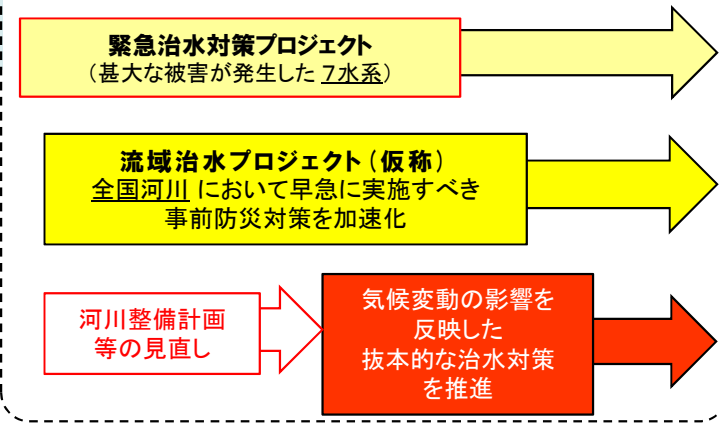 緊急治水対策プロジェクト
（甚大な被害が発生した 7水系）
流域治水プロジェクト（仮称）
全国河川 において早急に実施すべき
事前防災対策を加速化
河川整備計画
等の見直し
気候変動の影響を
反映した
抜本的な治水対策
を推進